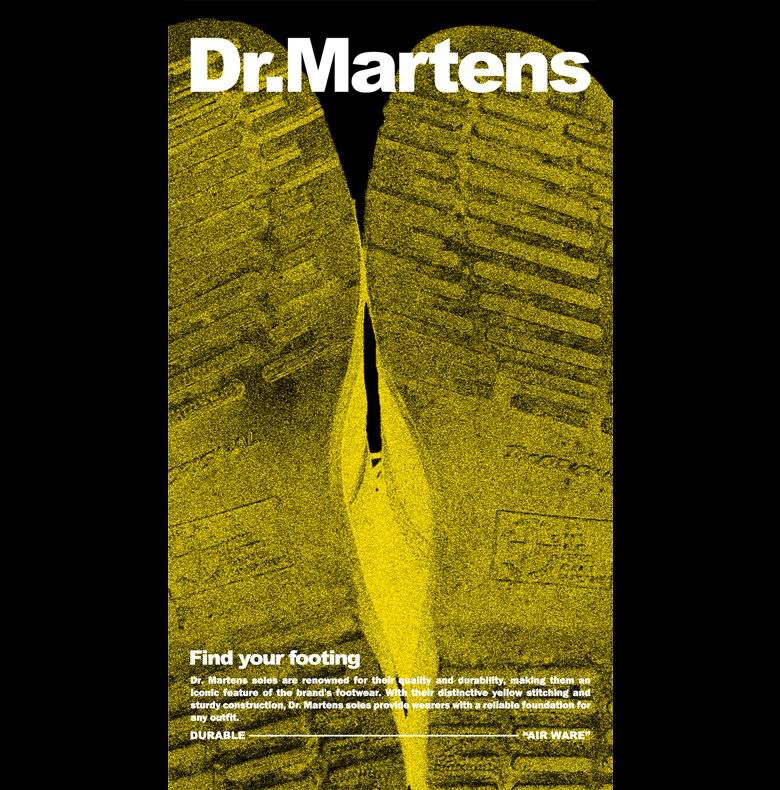 Dr.Martens
Find your footing
Dr. Martens soles are renowned for their quality and durability, making them an
iconic feature of the brand's footwear. With their distinctive yellow stitching and
sturdy construction, Dr. Martens soles provide wearers with a reliable foundation for
any outfit.
DURABLE "AIR WARE"